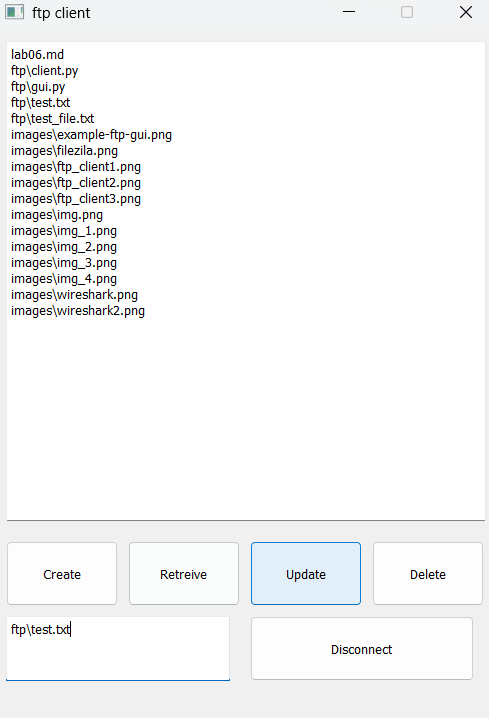 ftp client
lab06.md
ftp\client.py
ftp\gui.py
ftp\test.txt
ftp\test_file.txt
images\example-ftp-gui.png
images\filezila.png
images\ftp_client1.png
images\ftp_client2.png
images\ftp_client3.png
images\img.png
images\img_1.png
images\img_2.png
images\img_3.png
images\img_4.png
images\wireshark.png
images\wireshark2.png
Create
Retreive
Update
Delete
ftp\test.txt
Disconnect